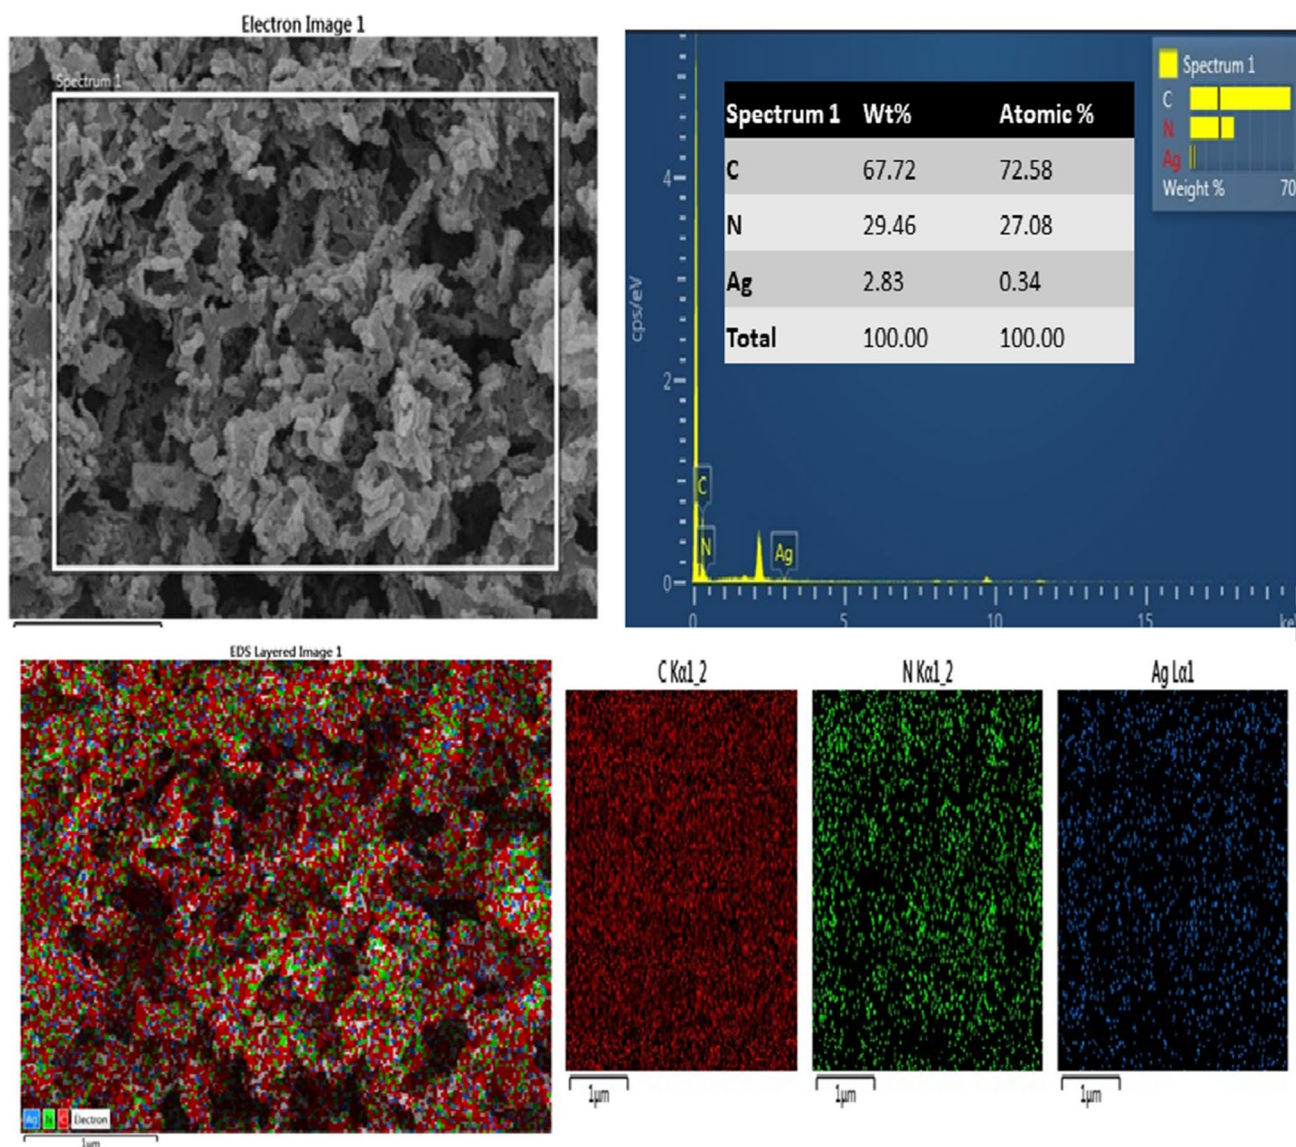 Electron Image 1
Spectrum 1
Spectrum 1 Wt% Atomic %
C 67.72 72.58
N 29.46 27.08
Ag 2.83 0.34
Total 100.00 100.00
Spectrum 1
C
N
Ag
Weight % 70
cps/eV
4
2
0
C
N
Ag
0 5 10 15
EDS Layered Image 1
Ag N C Electron
1µm
C Kα1_2
1µm
N Kα1_2
1µm
Ag Lα1
1µm